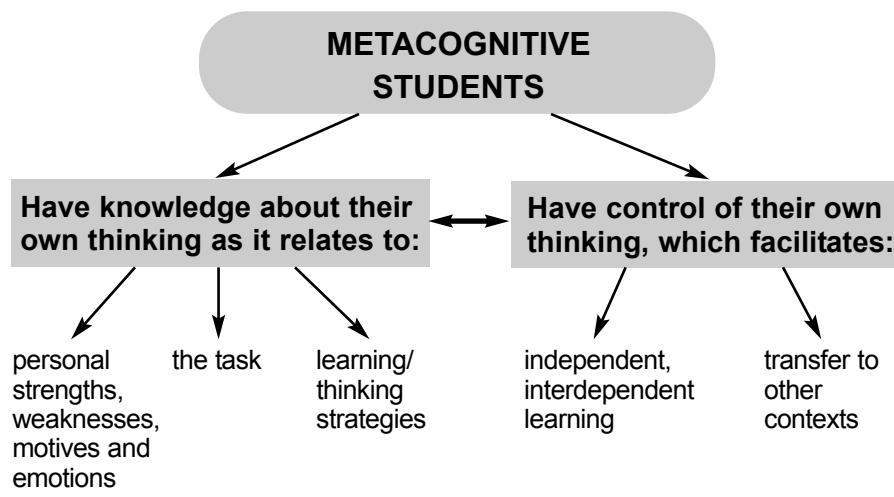 METACOGNITIVE
STUDENTS
Have knowledge about their
own thinking as it relates to:
Have control of their own
thinking, which facilitates:
personal
strengths,
weaknesses,
motives and
emotions
the task
learning/
thinking
strategies
independent,
interdependent
learning
transfer to
other
contexts